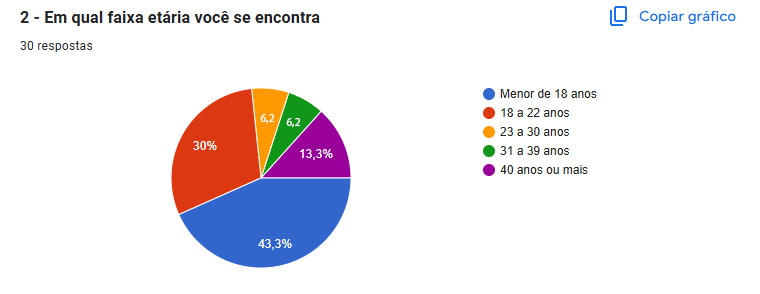 2 - Em qual faixa etária você se encontra
Copiar gráfico
30 respostas
Menor de 18 anos
18 a 22 anos
23 a 30 anos
31 a 39 anos
40 anos ou mais
6,2
6,2
30%
13,3%
43,3%